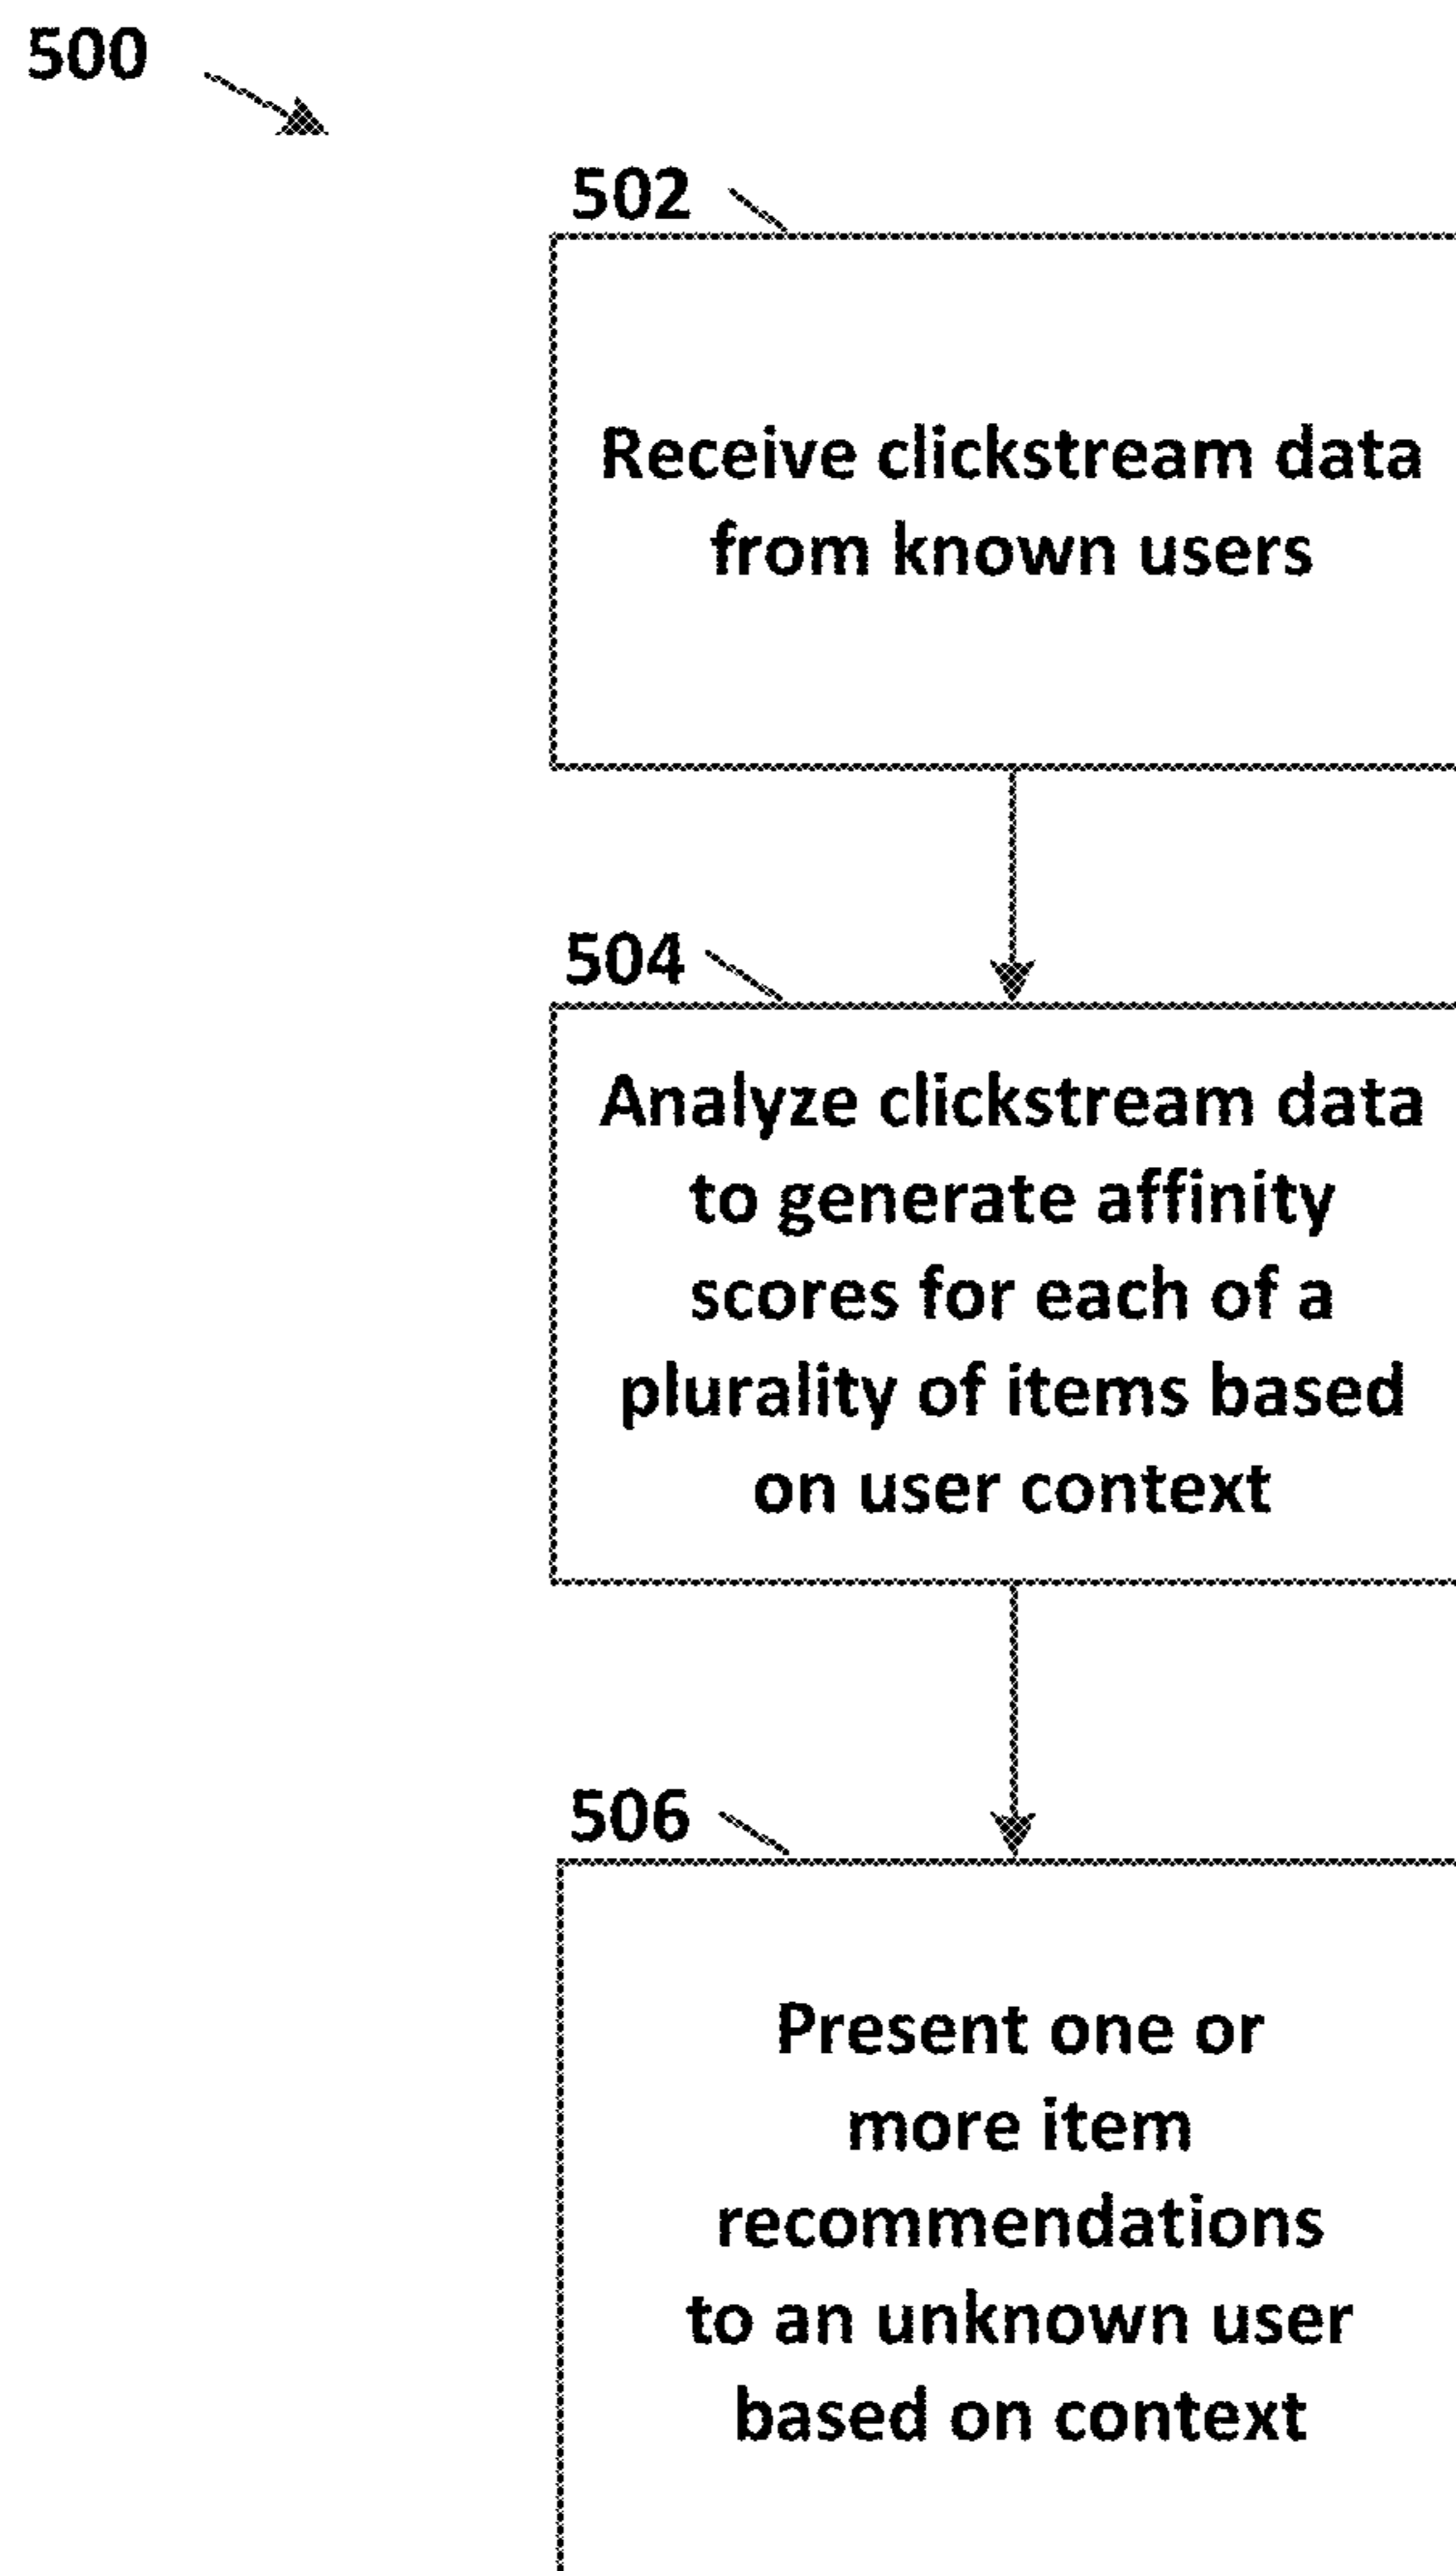 500
502
Receive clickstream data
from known users
504
Analyze clickstream data
to generate affinity
scores for each of a
plurality of items based
on user context
506
Present one or
more item
recommendations
to an unknown user
based on context